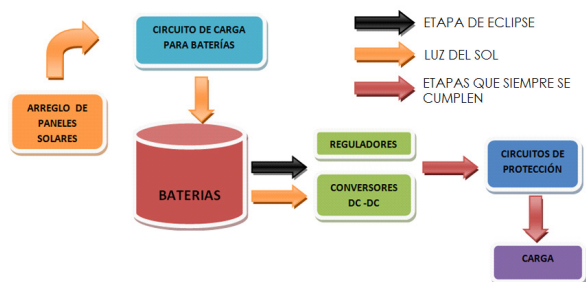 CIRCUITO DE CARGA
PARA BATERÍAS
ETAPA DE ECLIPSE
LUZ DEL SOL
ETAPAS QUE SIEMPRE SE
CUMPLEN
ARREGLO DE
PANELES
SOLARES
BATERIAS
REGULADORES
CONVERSORES
DC -DC
CIRCUITOS DE
PROTECCIÓN
CARGA